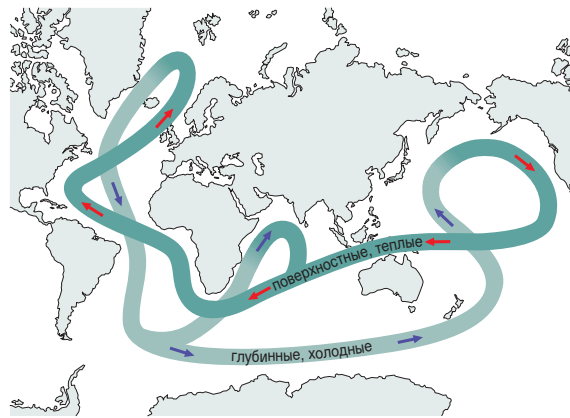 поверхностные, теплые
глубинные, холодные